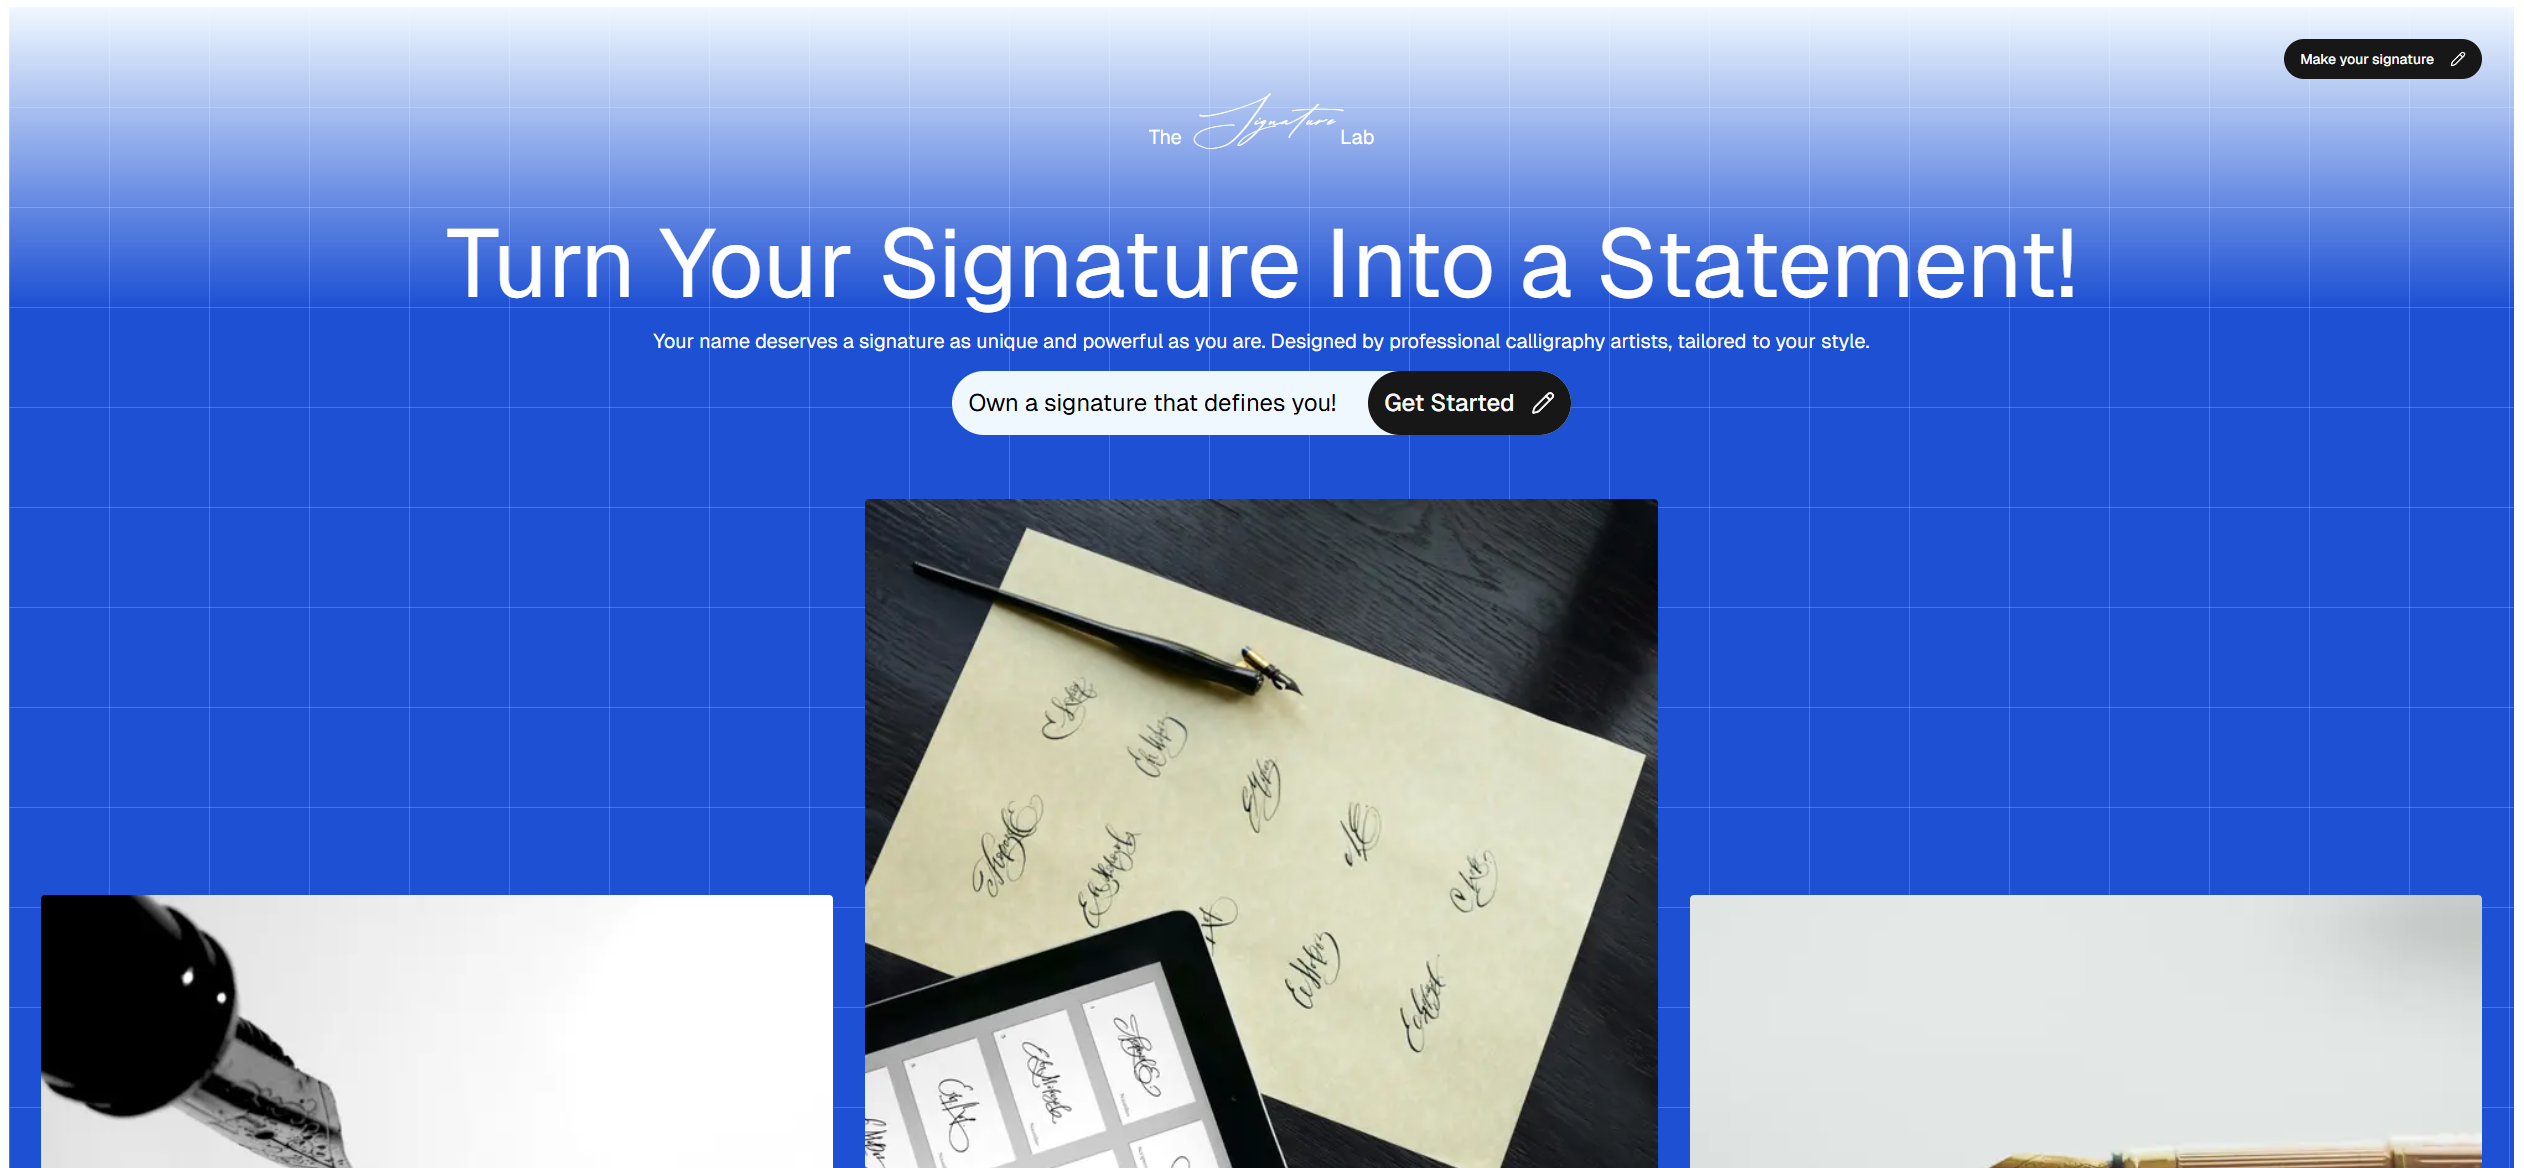 Make your signature
The Signature Lab
Turn Your Signature Into a Statement!
Your name deserves a signature as unique and powerful as you are. Designed by professional calligraphy artists, tailored to your style.
Own a signature that defines you!
Get Started